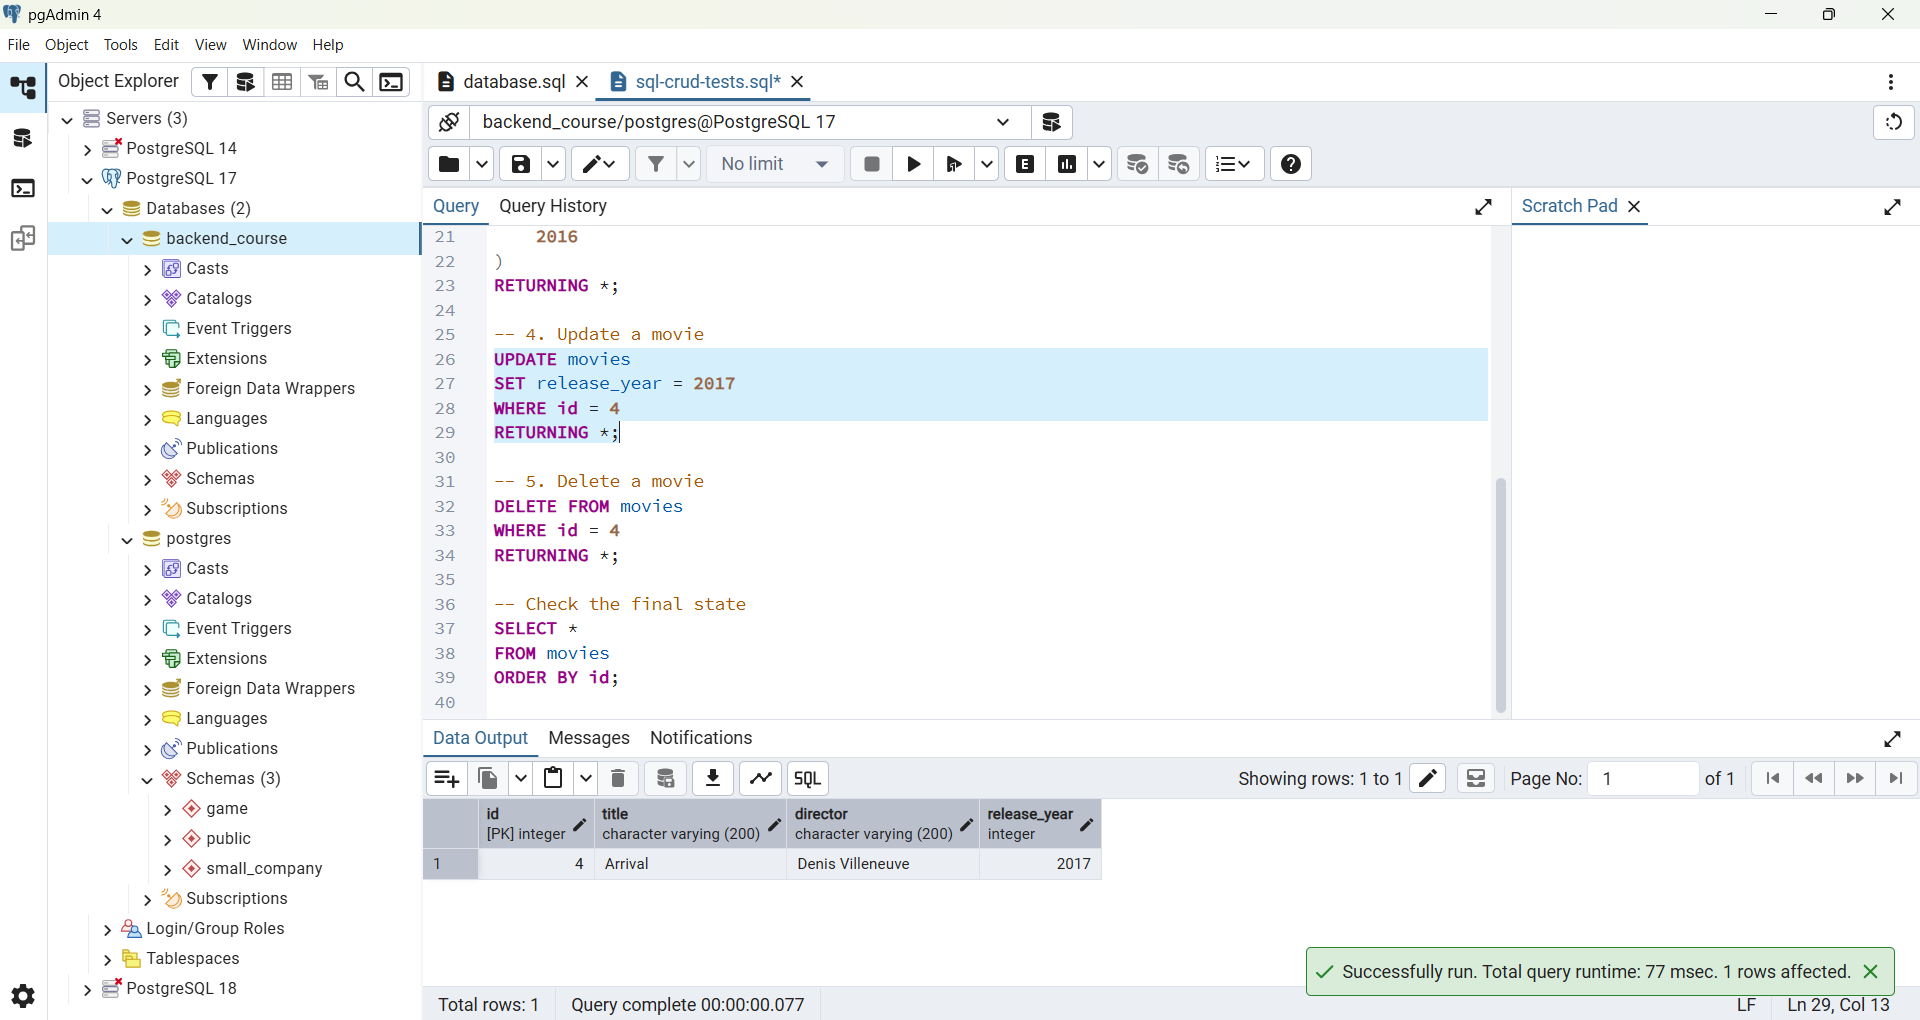 pgAdmin 4
File Object Tools Edit View Window Help
Object Explorer
Servers (3)
PostgreSQL 14
PostgreSQL 17
Databases (2)
backend_course
Casts
Catalogs
Event Triggers
Extensions
Foreign Data Wrappers
Languages
Publications
Schemas
Subscriptions
postgres
Casts
Catalogs
Event Triggers
Extensions
Foreign Data Wrappers
Languages
Publications
Schemas (3)
game
public
small_company
Subscriptions
Login/Group Roles
Tablespaces
PostgreSQL 18
database.sql sql-crud-tests.sql*
backend_course/postgres@PostgreSQL 17
No limit E
Query Query History
Scratch Pad
21 2016
22 )
23 RETURNING *;
24
25 -- 4. Update a movie
26 UPDATE movies
27 SET release_year = 2017
28 WHERE id = 4
29 RETURNING *;
30
31 -- 5. Delete a movie
32 DELETE FROM movies
33 WHERE id = 4
34 RETURNING *;
35
36 -- Check the final state
37 SELECT *
38 FROM movies
39 ORDER BY id;
40
Data Output Messages Notifications
SQL Showing rows: 1 to 1 Page No: 1 of 1
id title director release_year
[PK] integer character varying (200) character varying (200) integer
1 4 Arrival Denis Villeneuve 2017
Successfully run. Total query runtime: 77 msec. 1 rows affected.
Total rows: 1 Query complete 00:00:00.077 LF Ln 29, Col 13